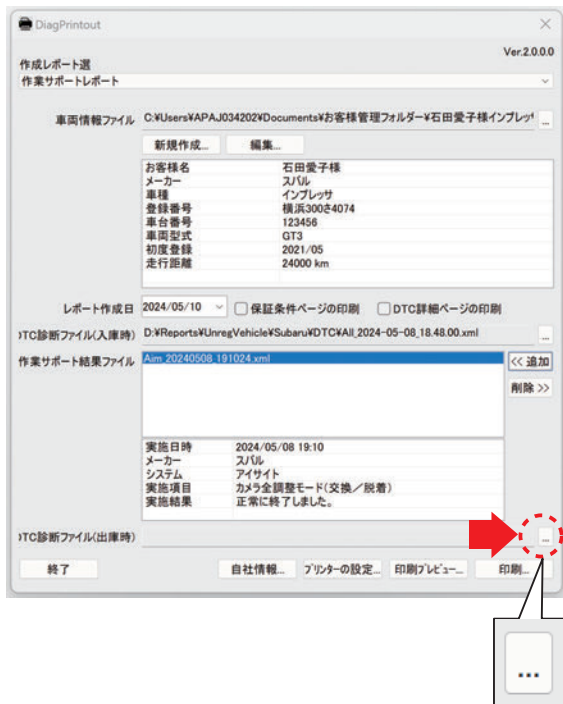 DiagPrintout
Ver.2.0.0.0
作成レポート選
作業サポートレポート
車両情報ファイル C:¥Users¥APAJ034202¥Documents¥お客様管理フォルダー¥石田愛子様インプレッサ ...
新規作成... 編集...
お客様名 石田愛子様
メーカー スバル
車種 インプレッサ
登録番号 横浜300さ4074
車台番号 123456
車両型式 GT3
初度登録 2021/05
走行距離 24000 km
レポート作成日 2024/05/10 保証条件ページの印刷 DTC詳細ページの印刷
DTC診断ファイル(入庫時) D:¥Reports¥UnregVehicle¥Subaru¥DTC¥All_2024-05-08_18.48.00.xml ...
作業サポート結果ファイル Aim_20240508_191024.xml << 追加
削除 >>
実施日時 2024/05/08 19:10
メーカー スバル
システム アイサイト
実施項目 カメラ全調整モード(交換/脱着)
実施結果 正常に終了しました。
DTC診断ファイル(出庫時) ...
終了 自社情報... プリンターの設定... 印刷プレビュー... 印刷...
...